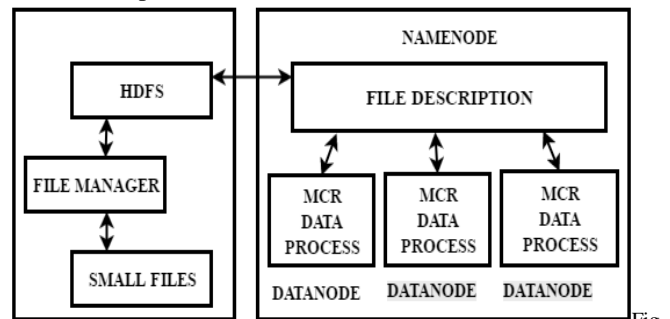 HDFS
FILE MANAGER
SMALL FILES
NAMENODE
FILE DESCRIPTION
MCR
DATA
PROCESS
MCR
DATA
PROCESS
MCR
DATA
PROCESS
DATANODE
DATANODE
DATANODE